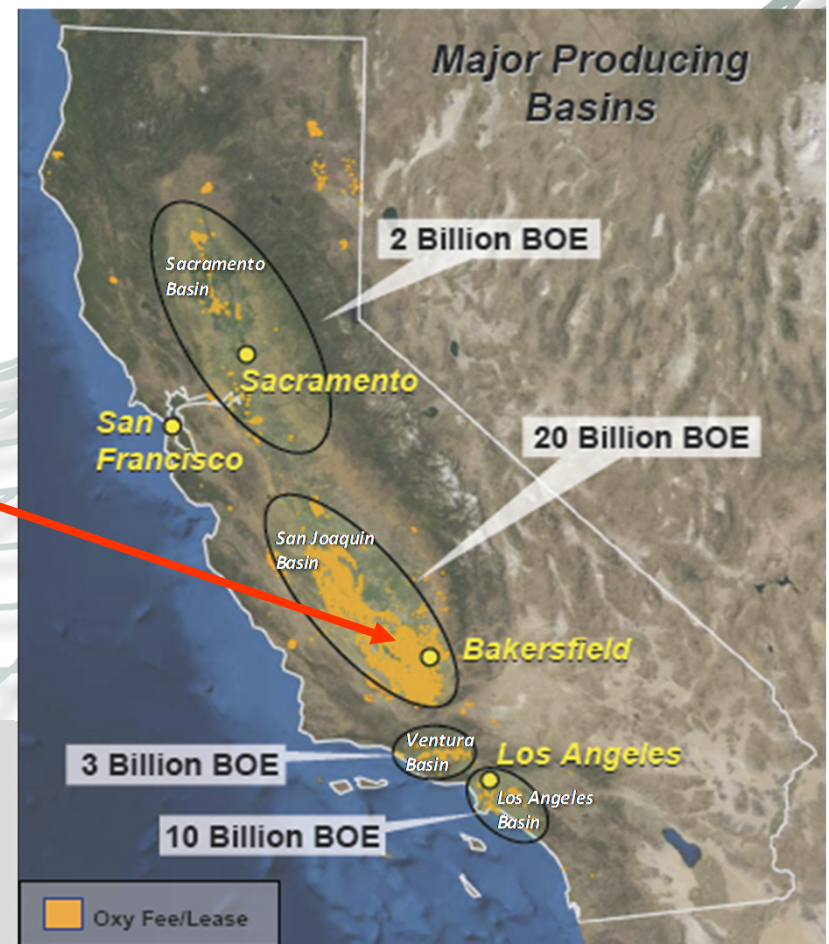 Major Producing
Basins
2 Billion BOE
Sacramento
Basin
Sacramento
San
Francisco
20 Billion BOE
San Joaquin
Basin
Bakersfield
Ventura
Basin
Los Angeles
3 Billion BOE
Los Angeles
Basin
10 Billion BOE
Oxy Fee/Lease